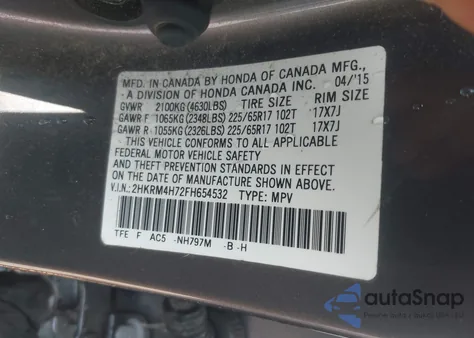 MFD. IN CANADA BY HONDA OF CANADA MFG.,
A DIVISION OF HONDA CANADA INC. 04/'15
GVWR 2100KG(4630LBS) TIRE SIZE RIM SIZE
GAWR F 1065KG(2348LBS) 225/65R17 102T 17X7J
GAWR R 1055KG(2326LBS) 225/65R17 102T 17X7J
THIS VEHICLE CONFORMS TO ALL APPLICABLE
FEDERAL MOTOR VEHICLE SAFETY
AND THEFT PREVENTION STANDARDS IN EFFECT
ON THE DATE OF MANUFACTURE SHOWN ABOVE.
V.I.N.: 2HKRM4H72FH654532 TYPE: MPV
TFE F AC5 -NH797M -B -H
autoSnap